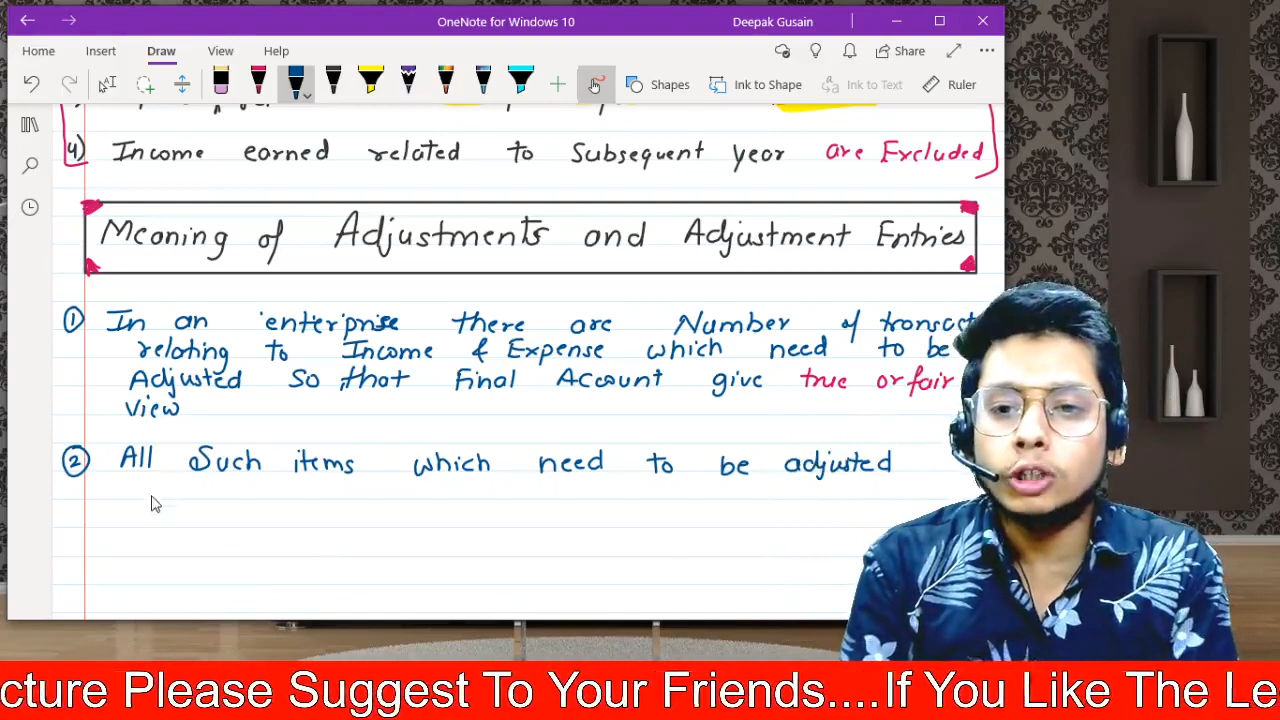 OneNote for Windows 10
Deepak Gusain
Home Insert Draw View Help
Share
Shapes Ink to Shape Ink to Text Ruler
4) Income earned related to Subsequent year are Excluded
Meaning of Adjustments and Adjustment Entries
① In an enterprise there are Number of transact
relating to Income & Expense which need to be
Adjusted so that Final Account give true or fair
view
② All Such items which need to be adjusted
cture Please Suggest To Your Friends....If You Like The Le